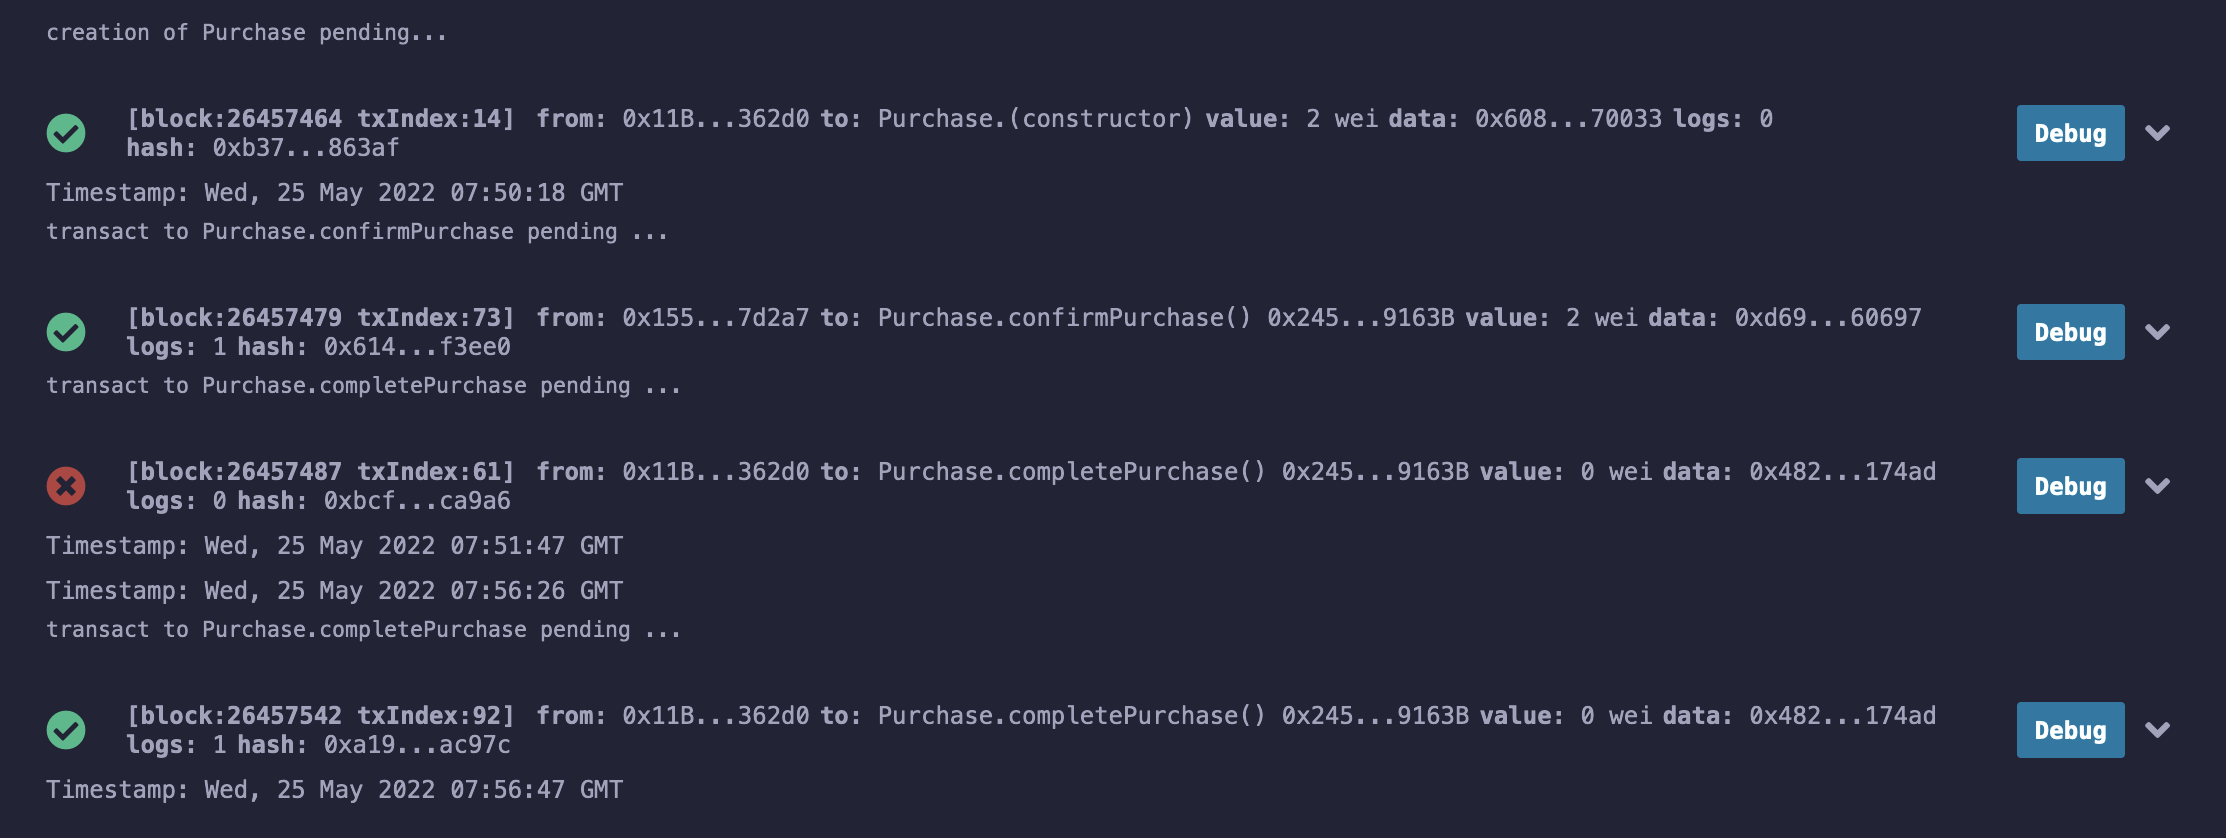 creation of Purchase pending...
[block:26457464 txIndex:14] from: 0x11B...362d0 to: Purchase.(constructor) value: 2 wei data: 0x608...70033 logs: 0
hash: 0xb37...863af
Debug
Timestamp: Wed, 25 May 2022 07:50:18 GMT
transact to Purchase.confirmPurchase pending ...
[block:26457479 txIndex:73] from: 0x155...7d2a7 to: Purchase.confirmPurchase() 0x245...9163B value: 2 wei data: 0xd69...60697
logs: 1 hash: 0x614...f3ee0
Debug
transact to Purchase.completePurchase pending ...
[block:26457487 txIndex:61] from: 0x11B...362d0 to: Purchase.completePurchase() 0x245...9163B value: 0 wei data: 0x482...174ad
logs: 0 hash: 0xbcf...ca9a6
Debug
Timestamp: Wed, 25 May 2022 07:51:47 GMT
Timestamp: Wed, 25 May 2022 07:56:26 GMT
transact to Purchase.completePurchase pending ...
[block:26457542 txIndex:92] from: 0x11B...362d0 to: Purchase.completePurchase() 0x245...9163B value: 0 wei data: 0x482...174ad
logs: 1 hash: 0xa19...ac97c
Debug
Timestamp: Wed, 25 May 2022 07:56:47 GMT